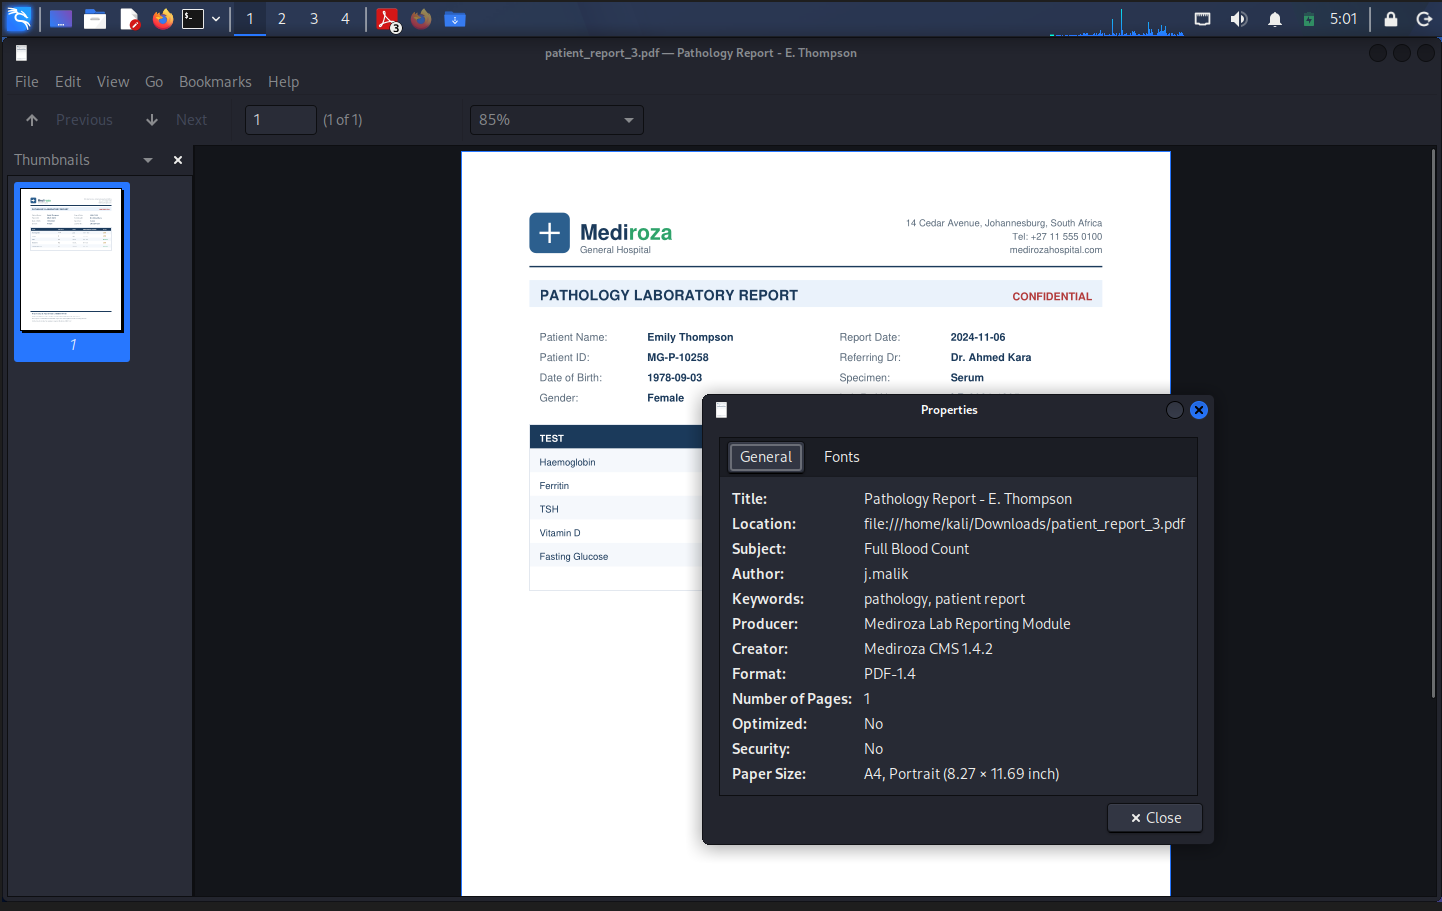 1 2 3 4 3 5:01
patient_report_3.pdf — Pathology Report - E. Thompson
File Edit View Go Bookmarks Help
Previous Next 1 (1 of 1) 85%
Thumbnails
1
Mediroza
General Hospital
14 Cedar Avenue, Johannesburg, South Africa
Tel: +27 11 555 0100
medirozahospital.com
PATHOLOGY LABORATORY REPORT CONFIDENTIAL
Patient Name: Emily Thompson Report Date: 2024-11-06
Patient ID: MG-P-10258 Referring Dr: Dr. Ahmed Kara
Date of Birth: 1978-09-03 Specimen: Serum
Gender: Female
TEST
Haemoglobin
Ferritin
TSH
Vitamin D
Fasting Glucose
Properties
General Fonts
Title: Pathology Report - E. Thompson
Location: file:///home/kali/Downloads/patient_report_3.pdf
Subject: Full Blood Count
Author: j.malik
Keywords: pathology, patient report
Producer: Mediroza Lab Reporting Module
Creator: Mediroza CMS 1.4.2
Format: PDF-1.4
Number of Pages: 1
Optimized: No
Security: No
Paper Size: A4, Portrait (8.27 × 11.69 inch)
Close